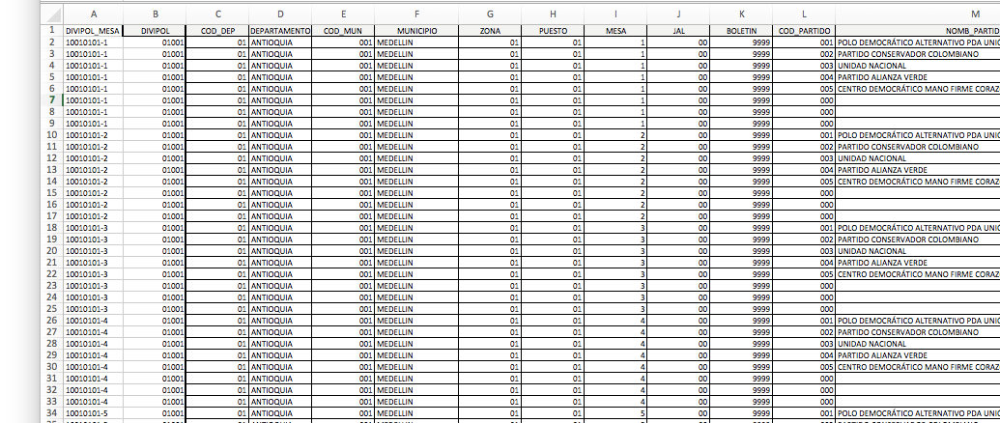 A B C D E F G H I J K L M
1 DIVIPOL_MESA DIVIPOL COD_DEP DEPARTAMENTO COD_MUN MUNICIPIO ZONA PUESTO MESA JAL BOLETIN COD_PARTIDO NOMB_PARTID
2 10010101-1 01001 01 ANTIOQUIA 001 MEDELLIN 01 01 1 00 9999 001 POLO DEMOCRÁTICO ALTERNATIVO PDA UNI
3 10010101-1 01001 01 ANTIOQUIA 001 MEDELLIN 01 01 1 00 9999 002 PARTIDO CONSERVADOR COLOMBIANO
4 10010101-1 01001 01 ANTIOQUIA 001 MEDELLIN 01 01 1 00 9999 003 UNIDAD NACIONAL
5 10010101-1 01001 01 ANTIOQUIA 001 MEDELLIN 01 01 1 00 9999 004 PARTIDO ALIANZA VERDE
6 10010101-1 01001 01 ANTIOQUIA 001 MEDELLIN 01 01 1 00 9999 005 CENTRO DEMOCRÁTICO MANO FIRME CORAZ
7 10010101-1 01001 01 ANTIOQUIA 001 MEDELLIN 01 01 1 00 9999 000
8 10010101-1 01001 01 ANTIOQUIA 001 MEDELLIN 01 01 1 00 9999 000
9 10010101-1 01001 01 ANTIOQUIA 001 MEDELLIN 01 01 1 00 9999 000
10 10010101-2 01001 01 ANTIOQUIA 001 MEDELLIN 01 01 2 00 9999 001 POLO DEMOCRÁTICO ALTERNATIVO PDA UNI
11 10010101-2 01001 01 ANTIOQUIA 001 MEDELLIN 01 01 2 00 9999 002 PARTIDO CONSERVADOR COLOMBIANO
12 10010101-2 01001 01 ANTIOQUIA 001 MEDELLIN 01 01 2 00 9999 003 UNIDAD NACIONAL
13 10010101-2 01001 01 ANTIOQUIA 001 MEDELLIN 01 01 2 00 9999 004 PARTIDO ALIANZA VERDE
14 10010101-2 01001 01 ANTIOQUIA 001 MEDELLIN 01 01 2 00 9999 005 CENTRO DEMOCRÁTICO MANO FIRME CORAZ
15 10010101-2 01001 01 ANTIOQUIA 001 MEDELLIN 01 01 2 00 9999 000
16 10010101-2 01001 01 ANTIOQUIA 001 MEDELLIN 01 01 2 00 9999 000
17 10010101-2 01001 01 ANTIOQUIA 001 MEDELLIN 01 01 2 00 9999 000
18 10010101-3 01001 01 ANTIOQUIA 001 MEDELLIN 01 01 3 00 9999 001 POLO DEMOCRÁTICO ALTERNATIVO PDA UNI
19 10010101-3 01001 01 ANTIOQUIA 001 MEDELLIN 01 01 3 00 9999 002 PARTIDO CONSERVADOR COLOMBIANO
20 10010101-3 01001 01 ANTIOQUIA 001 MEDELLIN 01 01 3 00 9999 003 UNIDAD NACIONAL
21 10010101-3 01001 01 ANTIOQUIA 001 MEDELLIN 01 01 3 00 9999 004 PARTIDO ALIANZA VERDE
22 10010101-3 01001 01 ANTIOQUIA 001 MEDELLIN 01 01 3 00 9999 005 CENTRO DEMOCRÁTICO MANO FIRME CORAZ
23 10010101-3 01001 01 ANTIOQUIA 001 MEDELLIN 01 01 3 00 9999 000
24 10010101-3 01001 01 ANTIOQUIA 001 MEDELLIN 01 01 3 00 9999 000
25 10010101-3 01001 01 ANTIOQUIA 001 MEDELLIN 01 01 3 00 9999 000
26 10010101-4 01001 01 ANTIOQUIA 001 MEDELLIN 01 01 4 00 9999 001 POLO DEMOCRÁTICO ALTERNATIVO PDA UNI
27 10010101-4 01001 01 ANTIOQUIA 001 MEDELLIN 01 01 4 00 9999 002 PARTIDO CONSERVADOR COLOMBIANO
28 10010101-4 01001 01 ANTIOQUIA 001 MEDELLIN 01 01 4 00 9999 003 UNIDAD NACIONAL
29 10010101-4 01001 01 ANTIOQUIA 001 MEDELLIN 01 01 4 00 9999 004 PARTIDO ALIANZA VERDE
30 10010101-4 01001 01 ANTIOQUIA 001 MEDELLIN 01 01 4 00 9999 005 CENTRO DEMOCRÁTICO MANO FIRME CORAZ
31 10010101-4 01001 01 ANTIOQUIA 001 MEDELLIN 01 01 4 00 9999 000
32 10010101-4 01001 01 ANTIOQUIA 001 MEDELLIN 01 01 4 00 9999 000
33 10010101-4 01001 01 ANTIOQUIA 001 MEDELLIN 01 01 4 00 9999 000
34 10010101-5 01001 01 ANTIOQUIA 001 MEDELLIN 01 01 5 00 9999 001 POLO DEMOCRÁTICO ALTERNATIVO PDA UNI